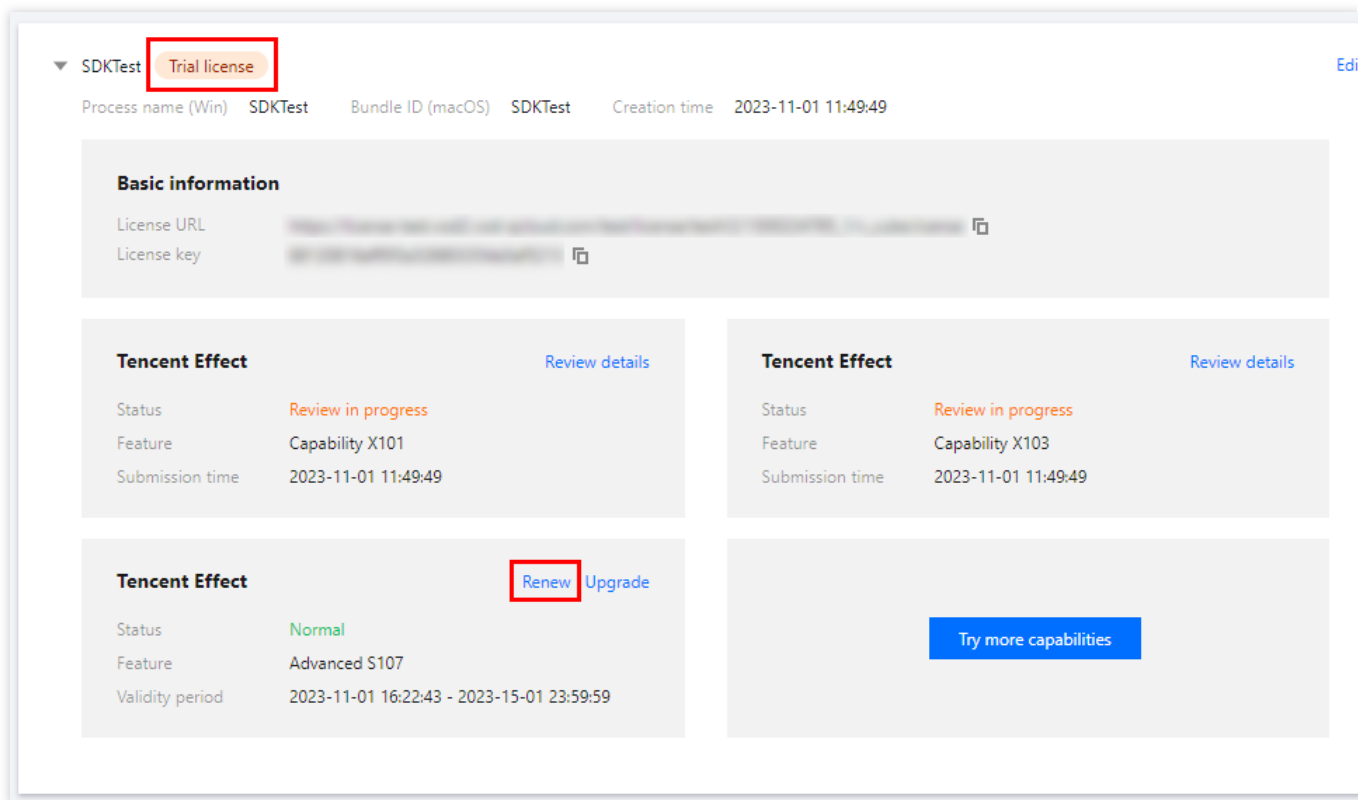 SDKTest Trial license
Process name (Win) SDKTest Bundle ID (macOS) SDKTest Creation time 2023-11-01 11:49:49
Basic information
License URL
License key
Tencent Effect Review details
Status Review in progress
Feature Capability X101
Submission time 2023-11-01 11:49:49
Tencent Effect Review details
Status Review in progress
Feature Capability X103
Submission time 2023-11-01 11:49:49
Tencent Effect Renew Upgrade
Status Normal
Feature Advanced S107
Validity period 2023-11-01 16:22:43 - 2023-15-01 23:59:59
Try more capabilities